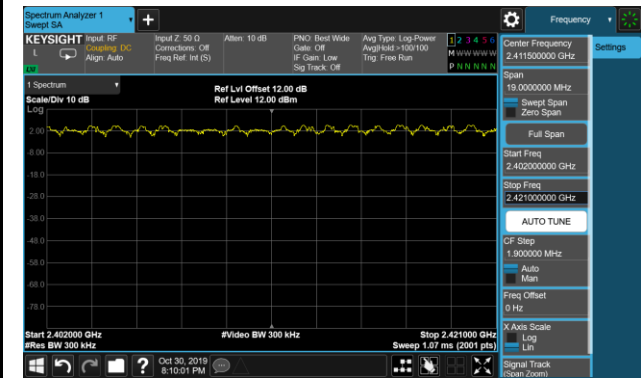 Spectrum Analyzer 1
Swept SA
Frequency
KEYSIGHT
L
Input: RF
Coupling: DC
Align: Auto
Input Z: 50 Ω
Corrections: Off
Freq Ref: Int (S)
Atten: 10 dB
PNO: Best Wide
Gate: Off
IF Gain: Low
Sig Track: Off
Avg Type: Log-Power
Avg|Hold:>100/100
Trig: Free Run
1 2 3 4 5 6
M W W W W W
P N N N N N
1 Spectrum
Scale/Div 10 dB
Ref Lvl Offset 12.00 dB
Ref Level 12.00 dBm
Log
2.00
-8.00
-18.0
-28.0
-38.0
-48.0
-58.0
-68.0
-78.0
Start 2.402000 GHz
#Res BW 300 kHz
#Video BW 300 kHz
Stop 2.421000 GHz
Sweep 1.07 ms (2001 pts)
Oct 30, 2019
8:10:01 PM
Center Frequency
2.411500000 GHz
Settings
Span
19.0000000 MHz
Swept Span
Zero Span
Full Span
Start Freq
2.402000000 GHz
Stop Freq
2.421000000 GHz
AUTO TUNE
CF Step
1.900000 MHz
Auto
Man
Freq Offset
0 Hz
X Axis Scale
Log
Lin
Signal Track
(Span Zoom)